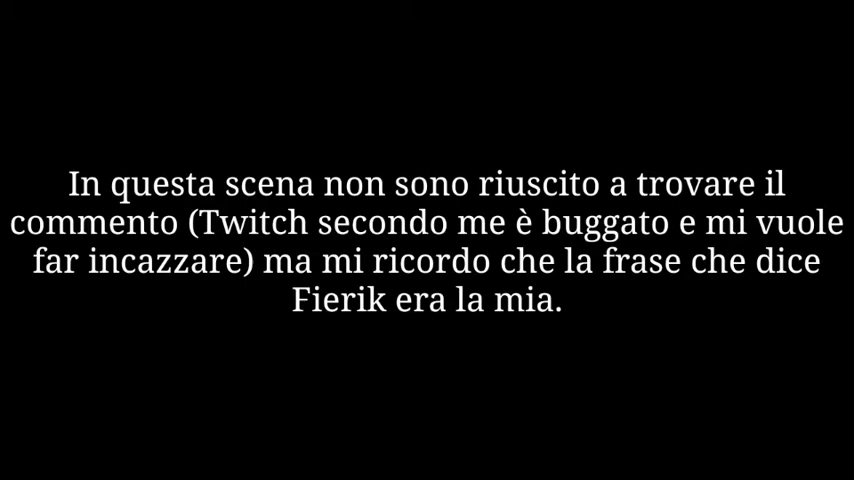 In questa scena non sono riuscito a trovare il
commento (Twitch secondo me è buggato e mi vuole
far incazzare) ma mi ricordo che la frase che dice
Fierik era la mia.